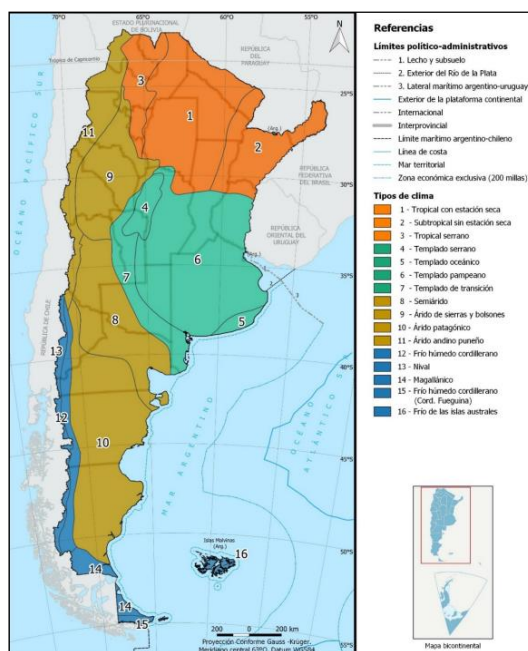 ESTADO PLURINACIONAL
DE BOLIVIA
REPÚBLICA
DEL
PARAGUAY
Trópico de Capricornio
N
65°O
60°O
55°O
25°S
30°S
35°S
40°S
45°S
50°S
55°S
OCÉANO PACÍFICO SUR
REPÚBLICA DE CHILE
REPÚBLICA
FEDERATIVA
DEL BRASIL
REPÚBLICA
ORIENTAL DEL
URUGUAY
(Arg.)
(Arg.)
MAR ARGENTINO
OCÉANO
ATLÁNTICO SUR
Islas Malvinas
(Arg.)
1
2
3
4
5
6
7
8
9
10
11
12
13
14
14
15
16
1
2
3
200 0 200 km
Proyección Conforme Gauss -Krüger.
Referencias
Límites político-administrativos
1. Lecho y subsuelo
2. Exterior del Río de la Plata
3. Lateral marítimo argentino-uruguay
Exterior de la plataforma continental
Internacional
Interprovincial
Límite marítimo argentino-chileno
Línea de costa
Mar territorial
Zona económica exclusiva (200 millas)
Tipos de clima
1 - Tropical con estación seca
2 - Subtropical sin estación seca
3 - Tropical serrano
4 - Templado serrano
5 - Templado oceánico
6 - Templado pampeano
7 - Templado de transición
8 - Semiárido
9 - Árido de sierras y bolsones
10 - Árido patagónico
11 - Árido andino puneño
12 - Frío húmedo cordillerano
13 - Nival
14 - Magallánico
15 - Frío húmedo cordillerano
(Cord. Fueguina)
16 - Frío de las islas australes
Mapa bicontinental